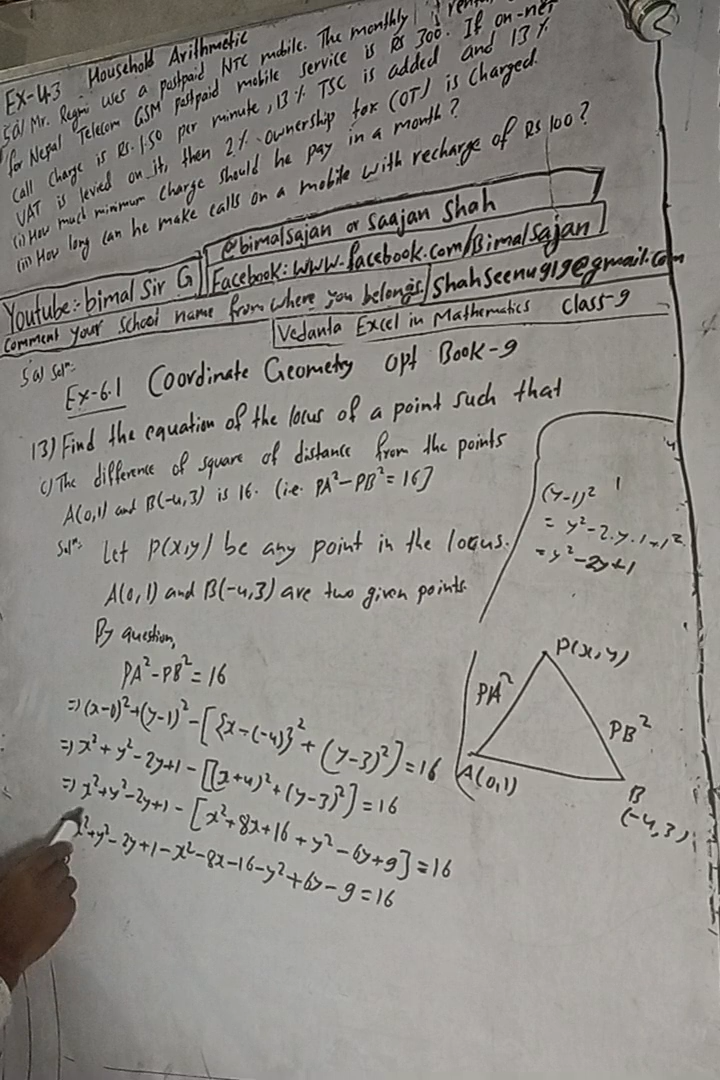 Ex-4.3 Household Arithmetic
5a) Mr. Regmi uses a postpaid NTC mobile. The monthly rental
for Nepal Telecom GSM postpaid mobile service is Rs 300. If on-net
call charge is Rs. 1.50 per minute, 13% TSC is added and 13%
VAT is levied on it, then 2% ownership tax (OT) is charged.
(i) How much minimum charge should he pay in a month?
(ii) How long can he make calls on a mobile with recharge of Rs 100?
@bimalsajan or Saajan Shah
Youtube:- bimal Sir G
Facebook: www.facebook.com/Bimalsajan
Comment your school name from where you belongs.
Shahseenu919@gmail.com
Vedanta Excel in Mathematics Class-9
5a) Solⁿ:
Ex-6.1 Coordinate Geometry Opt Book-9
13) Find the equation of the locus of a point such that
c) The difference of square of distance from the points
A(0,1) and B(-4,3) is 16. (i.e. PA²-PB²=16]
Solⁿ: Let P(x,y) be any point in the locus.
A(0,1) and B(-4,3) are two given points.
By question,
PA²-PB²=16
⇒(x-0)²+(y-1)²-[{x-(-4)}²+(y-3)²]=16
⇒x²+y²-2y+1-[(x+4)²+(y-3)²]=16
⇒x²+y²-2y+1-[x²+8x+16+y²-6y+9]=16
x²+y²-2y+1-x²-8x-16-y²+6y-9=16
(y-1)²
=y²-2.y.1+1²
=y²-2y+1
P(x,y)
PA²
PB²
A(0,1)
B
(-4,3)